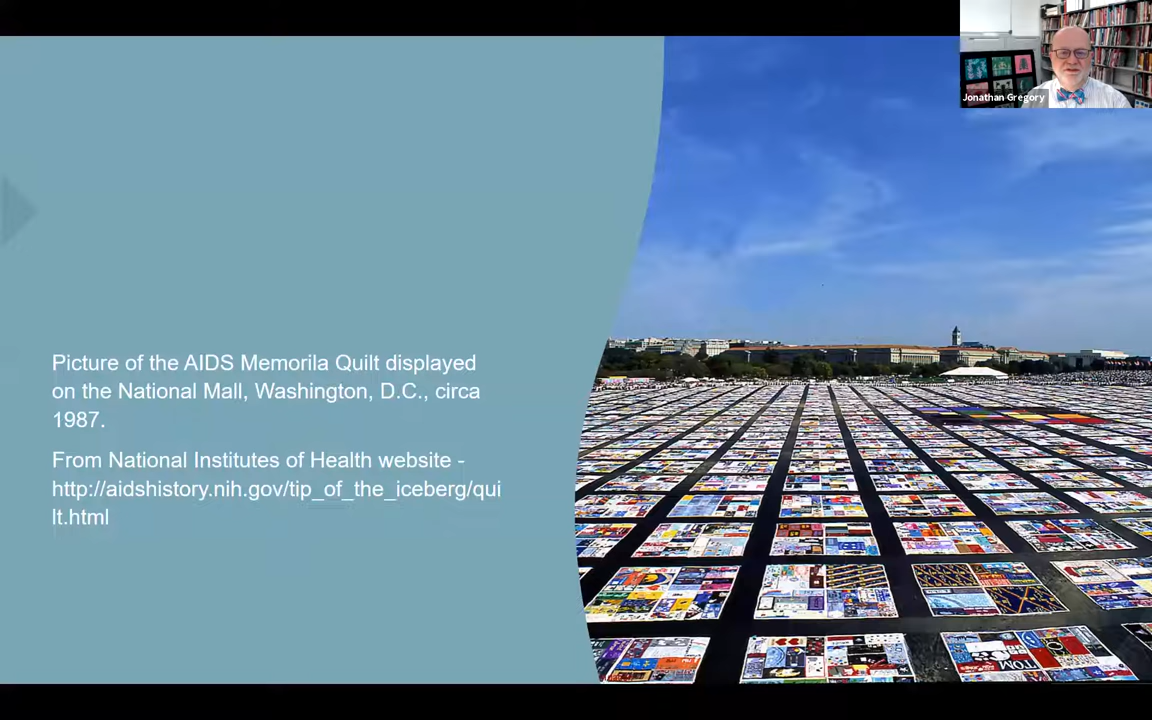 Jonathan Gregory
Picture of the AIDS Memorila Quilt displayed
on the National Mall, Washington, D.C., circa
1987.
From National Institutes of Health website -
http://aidshistory.nih.gov/tip_of_the_iceberg/qui
lt.html
TOM